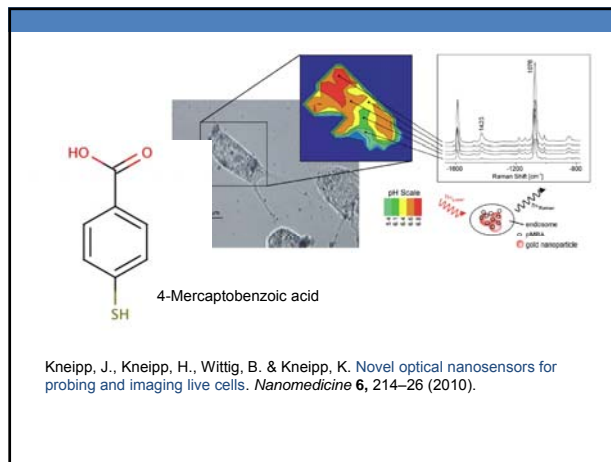 HO
O
SH
4-Mercaptobenzoic acid
1076
1423
-1600 -1200 -800
Raman Shift [cm⁻¹]
pH Scale
endosome
pMBA
gold nanoparticle
Kneipp, J., Kneipp, H., Wittig, B. & Kneipp, K. Novel optical nanosensors for
probing and imaging live cells. Nanomedicine 6, 214–26 (2010).